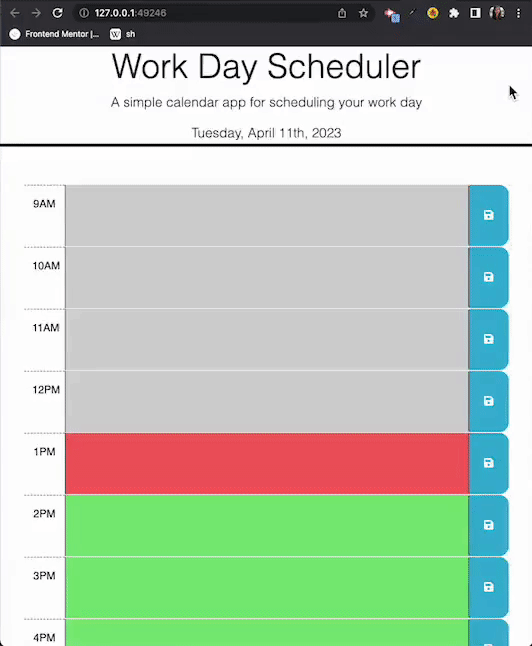 127.0.0.1:49246
Frontend Mentor |... W sh
Work Day Scheduler
A simple calendar app for scheduling your work day
Tuesday, April 11th, 2023
9AM
10AM
11AM
12PM
1PM
2PM
3PM
4PM